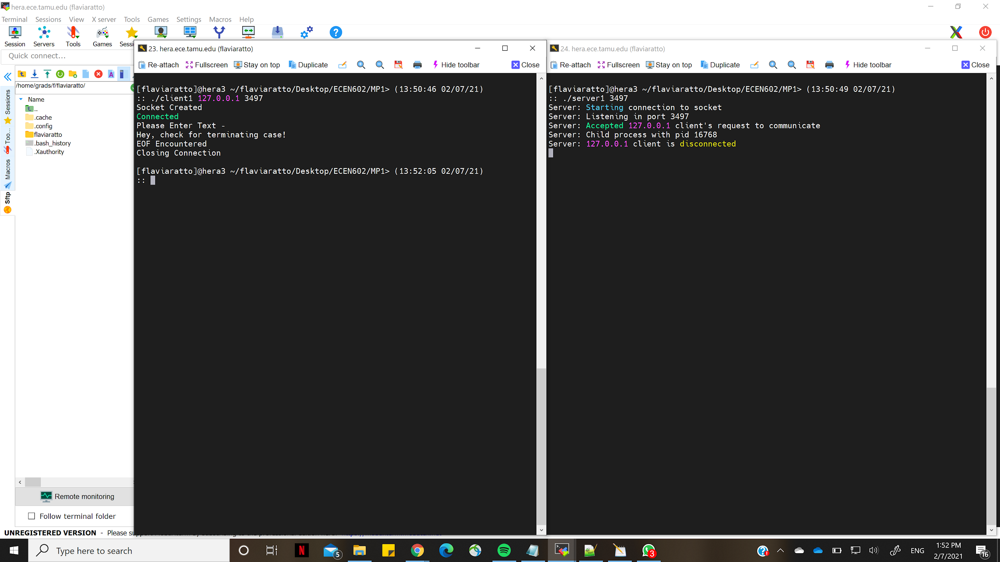 hera.ece.tamu.edu (flaviaratto)
Terminal Sessions View X server Tools Games Settings Macros Help
Session Servers Tools Games Sessi
Quick connect...
/home/grads/f/flaviaratto/
Name
..
.cache
.config
flaviaratto
.bash_history
.Xauthority
Sessions
Too...
Macros
Sftp
Remote monitoring
Follow terminal folder
UNREGISTERED VERSION - Please su
23. hera.ece.tamu.edu (flaviaratto)
Re-attach Fullscreen Stay on top Duplicate Hide toolbar Close
[flaviaratto]@hera3 ~/flaviaratto/Desktop/ECEN602/MP1> (13:50:46 02/07/21)
:: ./client1 127.0.0.1 3497
Socket Created
Connected
Please Enter Text -
Hey, check for terminating case!
EOF Encountered
Closing Connection
[flaviaratto]@hera3 ~/flaviaratto/Desktop/ECEN602/MP1> (13:52:05 02/07/21)
::
24. hera.ece.tamu.edu (flaviaratto)
Re-attach Fullscreen Stay on top Duplicate Hide toolbar Close
[flaviaratto]@hera3 ~/flaviaratto/Desktop/ECEN602/MP1> (13:50:49 02/07/21)
:: ./server1 3497
Server: Starting connection to socket
Server: Listening in port 3497
Server: Accepted 127.0.0.1 client's request to communicate
Server: Child process with pid 16768
Server: 127.0.0.1 client is disconnected
Type here to search
5
3
ENG
1:52 PM
2/7/2021
16